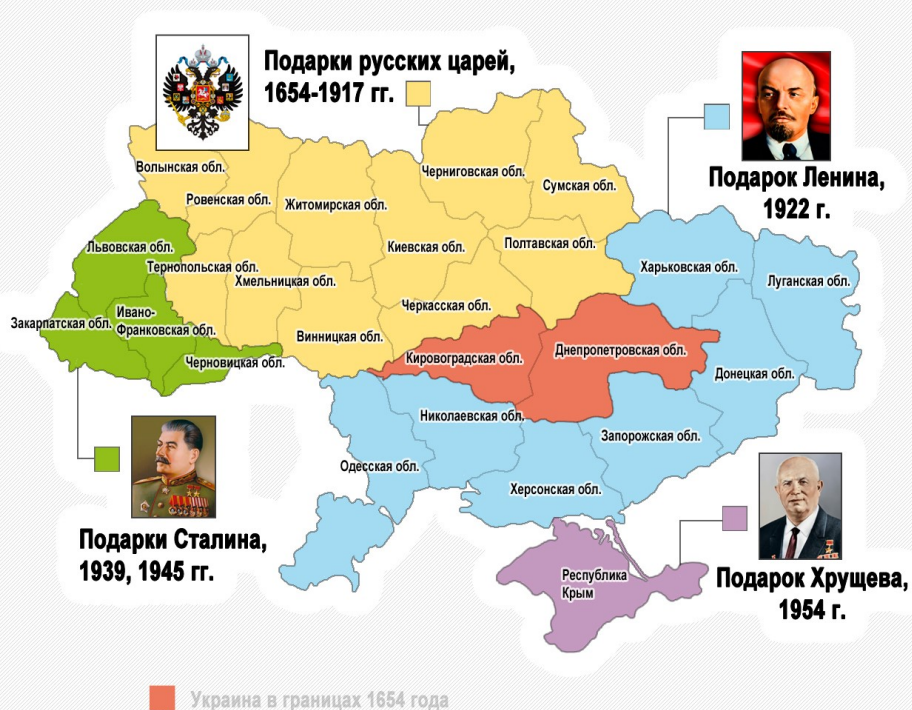 Подарки русских царей,
1654-1917 гг.
Подарок Ленина,
1922 г.
Волынская обл.
Ровенская обл.
Житомирская обл.
Черниговская обл.
Сумская обл.
Львовская обл.
Тернопольская обл.
Хмельницкая обл.
Киевская обл.
Полтавская обл.
Харьковская обл.
Луганская обл.
Закарпатская обл.
Ивано-
Франковская обл.
Черновицкая обл.
Винницкая обл.
Черкасская обл.
Кировоградская обл.
Днепропетровская обл.
Донецкая обл.
Николаевская обл.
Запорожская обл.
Одесская обл.
Херсонская обл.
Республика
Крым
Подарки Сталина,
1939, 1945 гг.
Подарок Хрущева,
1954 г.
Украина в границах 1654 года